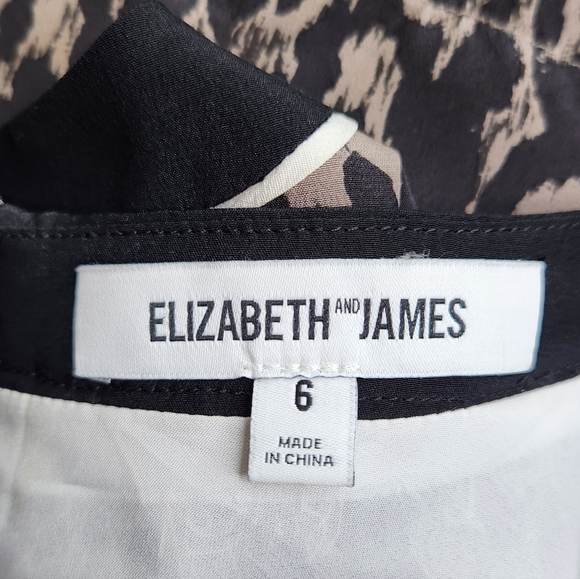 ELIZABETH AND JAMES
6
MADE
IN CHINA